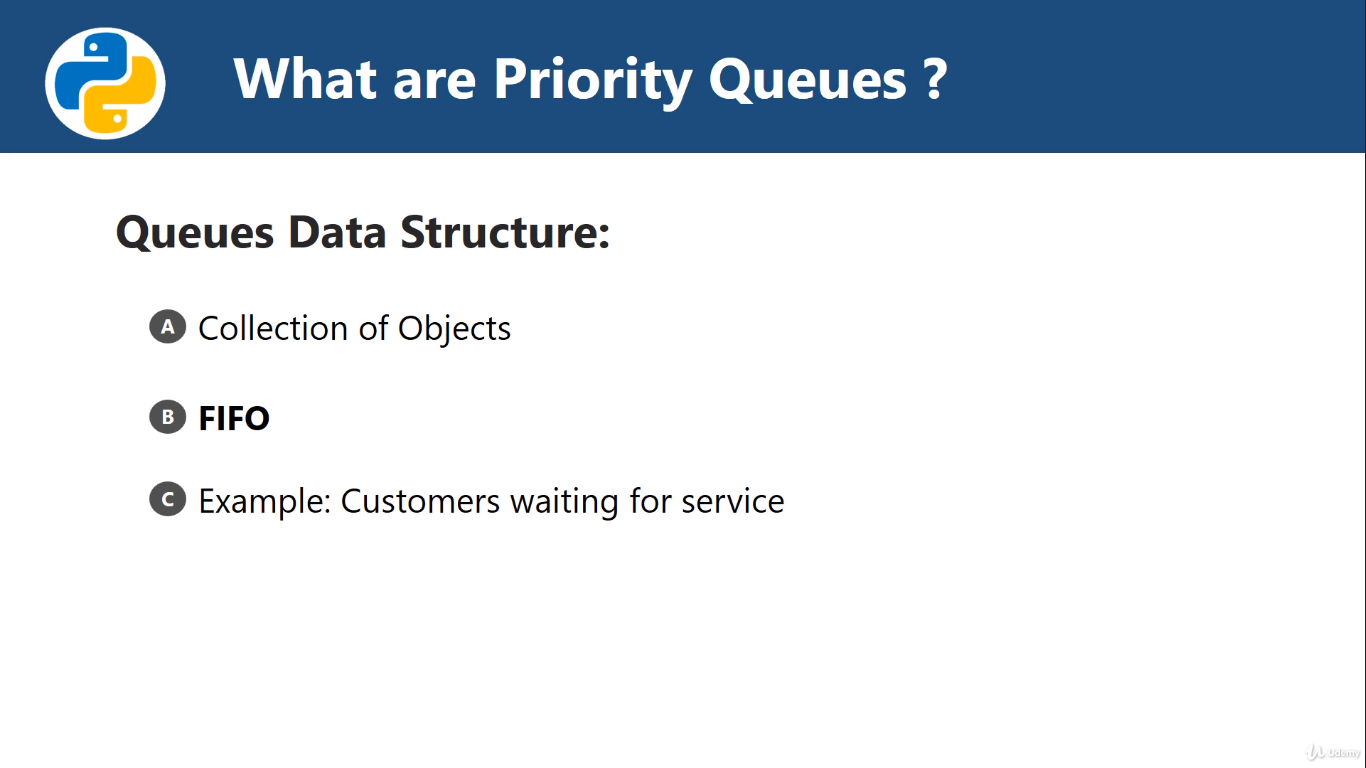 What are Priority Queues ?
Queues Data Structure:
A Collection of Objects
B FIFO
C Example: Customers waiting for service
Udemy